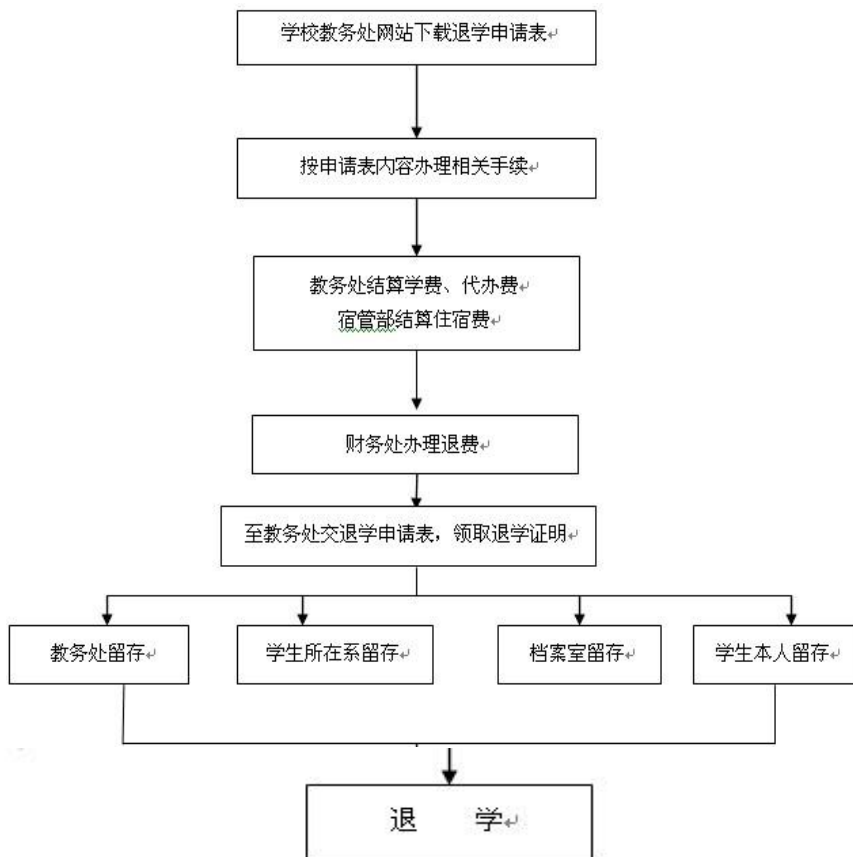 学校教务处网站下载退学申请表
按申请表内容办理相关手续
教务处结算学费、代办费
宿管部结算住宿费
财务处办理退费
至教务处交退学申请表，领取退学证明
教务处留存
学生所在系留存
档案室留存
学生本人留存
退 学